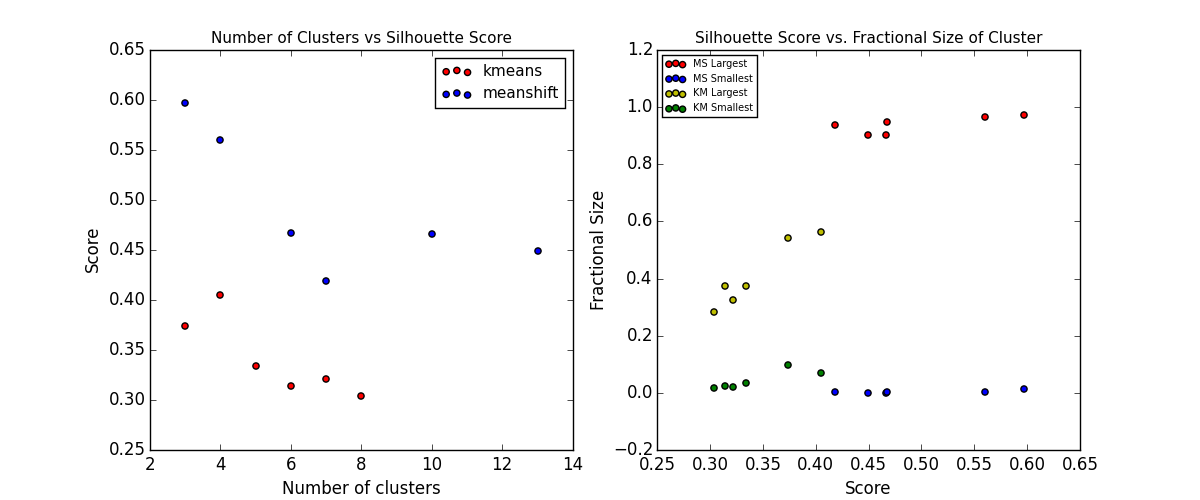 Number of Clusters vs Silhouette Score
0.65
0.60
0.55
0.50
0.45
0.40
0.35
0.30
0.25
Score
kmeans
meanshift
2 4 6 8 10 12 14
Number of clusters
Silhouette Score vs. Fractional Size of Cluster
1.2
1.0
0.8
0.6
0.4
0.2
0.0
−0.2
Fractional Size
MS Largest
MS Smallest
KM Largest
KM Smallest
0.25 0.30 0.35 0.40 0.45 0.50 0.55 0.60 0.65
Score